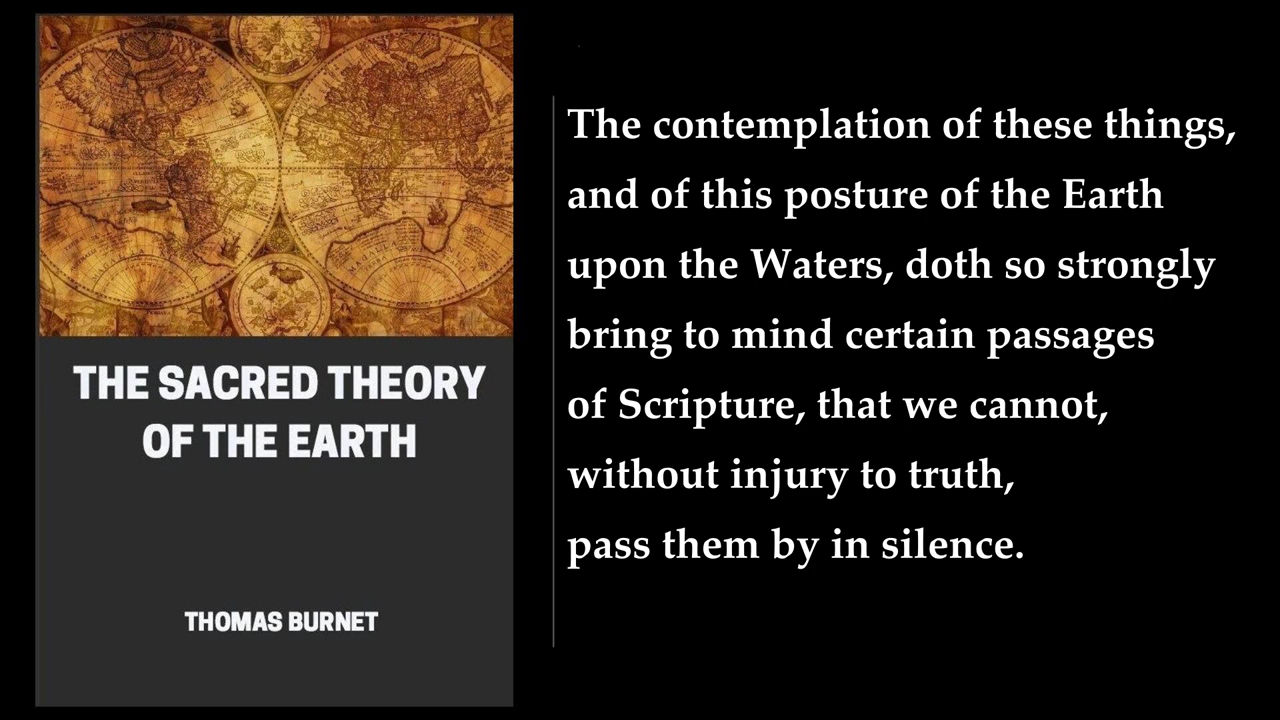 THE SACRED THEORY
OF THE EARTH
THOMAS BURNET
The contemplation of these things,
and of this posture of the Earth
upon the Waters, doth so strongly
bring to mind certain passages
of Scripture, that we cannot,
without injury to truth,
pass them by in silence.